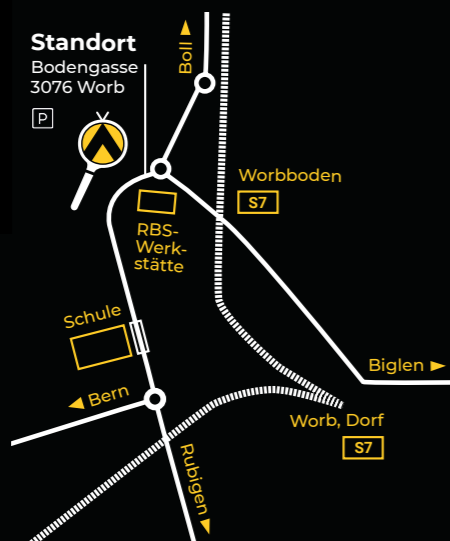 Standort
Bodengasse
3076 Worb
P
Boll
Worbboden
S7
RBS-
Werk-
stätte
Schule
Biglen
Bern
Worb, Dorf
S7
Rubigen